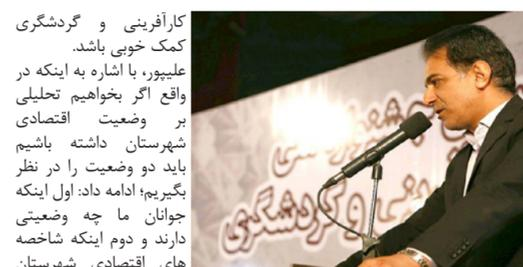 کارآفرینی و گردشگری
کمک خوبی باشد.
علیپور، با اشاره به اینکه در
واقع اگر بخواهیم تحلیلی
بر وضعیت اقتصادی
شهرستان داشته باشیم
باید دو وضعیت را در نظر
بگیریم؛ ادامه داد: اول اینکه
جوانان ما چه وضعیتی
دارند و دوم اینکه شاخصه
های اقتصادی شهرستان
و گردشگری